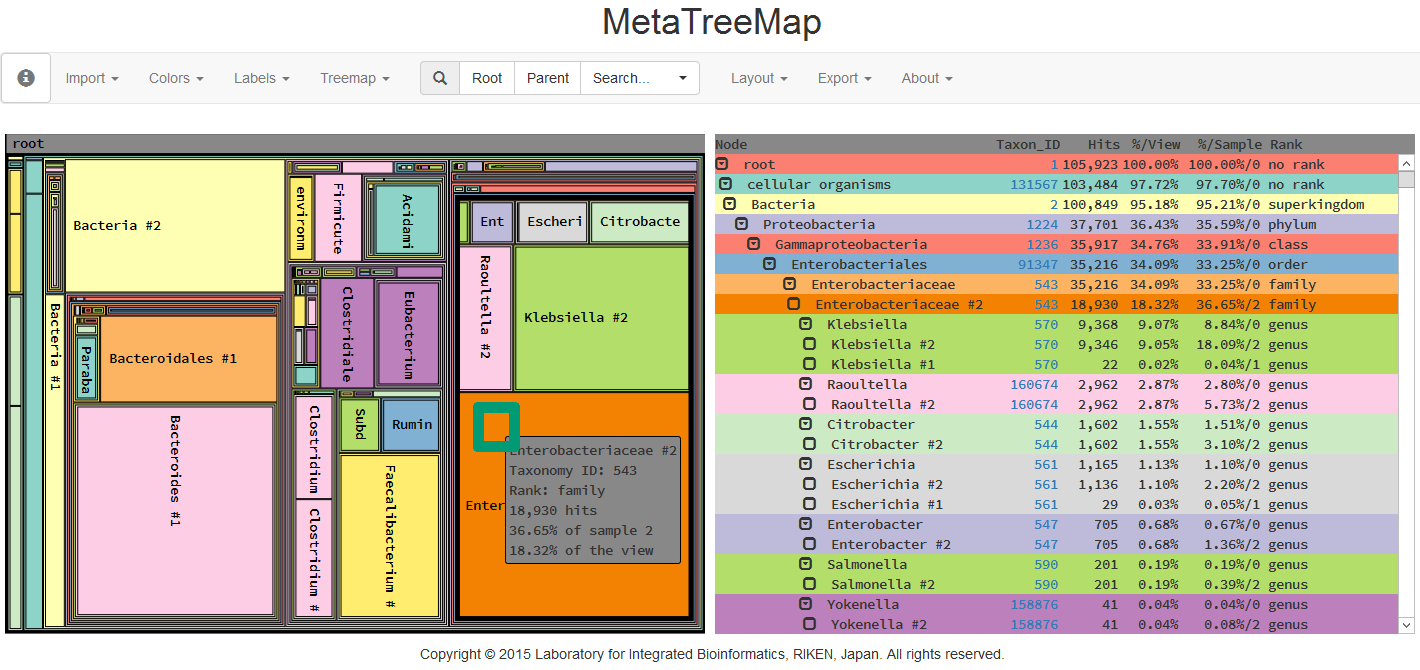 MetaTreeMap
Import Colors Labels Treemap Root Parent Search... Layout Export About
root
Bacteria #2
environm
Firmicute
Acidami
Ent
Escheri
Citrobacte
Raoultella #2
Klebsiella #2
Bacteria #1
Paraba
Bacteroidales #1
Bacteroides #1
Clostridiale
Eubacterium
Clostridium
Clostridium #
Subd
Rumin
Faecalibacterium #
Enter
Enterobacteriaceae #2
Taxonomy ID: 543
Rank: family
18,930 hits
36.65% of sample 2
18.32% of the view
Node Taxon_ID Hits %/View %/Sample Rank
root 1 105,923 100.00% 100.00%/0 no rank
cellular organisms 131567 103,484 97.72% 97.70%/0 no rank
Bacteria 2 100,849 95.18% 95.21%/0 superkingdom
Proteobacteria 1224 37,701 36.43% 35.59%/0 phylum
Gammaproteobacteria 1236 35,917 34.76% 33.91%/0 class
Enterobacteriales 91347 35,216 34.09% 33.25%/0 order
Enterobacteriaceae 543 35,216 34.09% 33.25%/0 family
Enterobacteriaceae #2 543 18,930 18.32% 36.65%/2 family
Klebsiella 570 9,368 9.07% 8.84%/0 genus
Klebsiella #2 570 9,346 9.05% 18.09%/2 genus
Klebsiella #1 570 22 0.02% 0.04%/1 genus
Raoultella 160674 2,962 2.87% 2.80%/0 genus
Raoultella #2 160674 2,962 2.87% 5.73%/2 genus
Citrobacter 544 1,602 1.55% 1.51%/0 genus
Citrobacter #2 544 1,602 1.55% 3.10%/2 genus
Escherichia 561 1,165 1.13% 1.10%/0 genus
Escherichia #2 561 1,136 1.10% 2.20%/2 genus
Escherichia #1 561 29 0.03% 0.05%/1 genus
Enterobacter 547 705 0.68% 0.67%/0 genus
Enterobacter #2 547 705 0.68% 1.36%/2 genus
Salmonella 590 201 0.19% 0.19%/0 genus
Salmonella #2 590 201 0.19% 0.39%/2 genus
Yokenella 158876 41 0.04% 0.04%/0 genus
Yokenella #2 158876 41 0.04% 0.08%/2 genus
Copyright © 2015 Laboratory for Integrated Bioinformatics, RIKEN, Japan. All rights reserved.